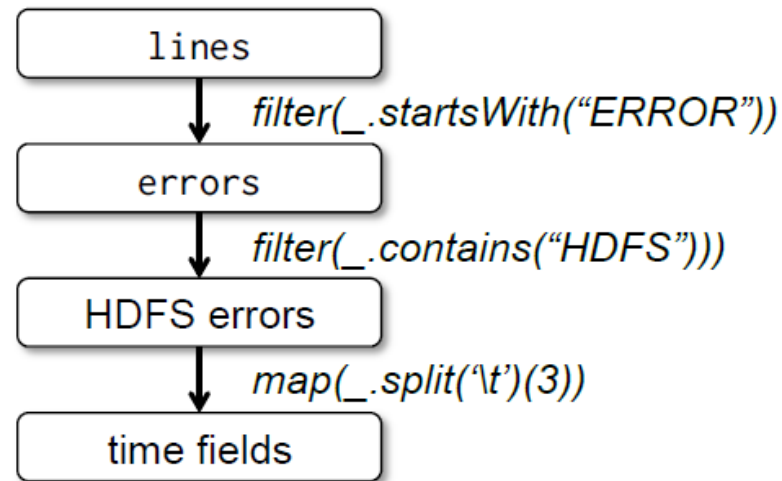 lines
filter(_.startsWith(“ERROR”))
errors
filter(_.contains(“HDFS”)))
HDFS errors
map(_.split(‘\t’)(3))
time fields